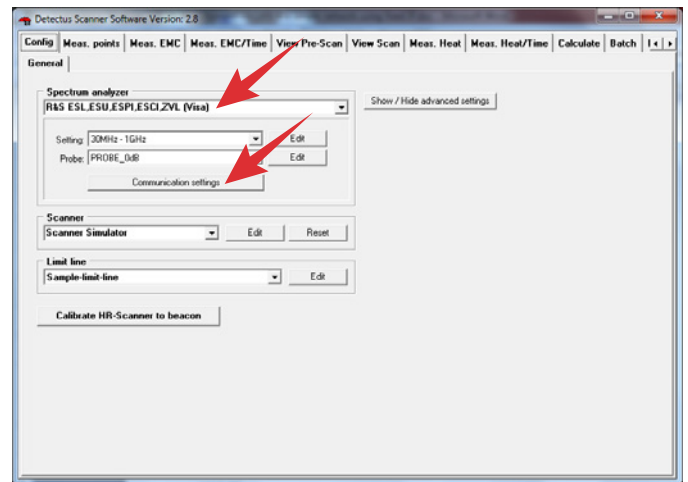 Detectus Scanner Software Version: 2.8
Config Meas. points Meas. EMC Meas. EMC/Time View Pre-Scan View Scan Meas. Heat Meas. Heat/Time Calculate Batch
General
Spectrum analyzer
R&S ESL,ESU,ESPI,ESCI,ZVL (Visa)
Show / Hide advanced settings
Setting: 30MHz - 1GHz Edit
Probe: PROBE_0dB Edit
Communication settings
Scanner
Scanner Simulator Edit Reset
Limit line
Sample-limit-line Edit
Calibrate HR-Scanner to beacon